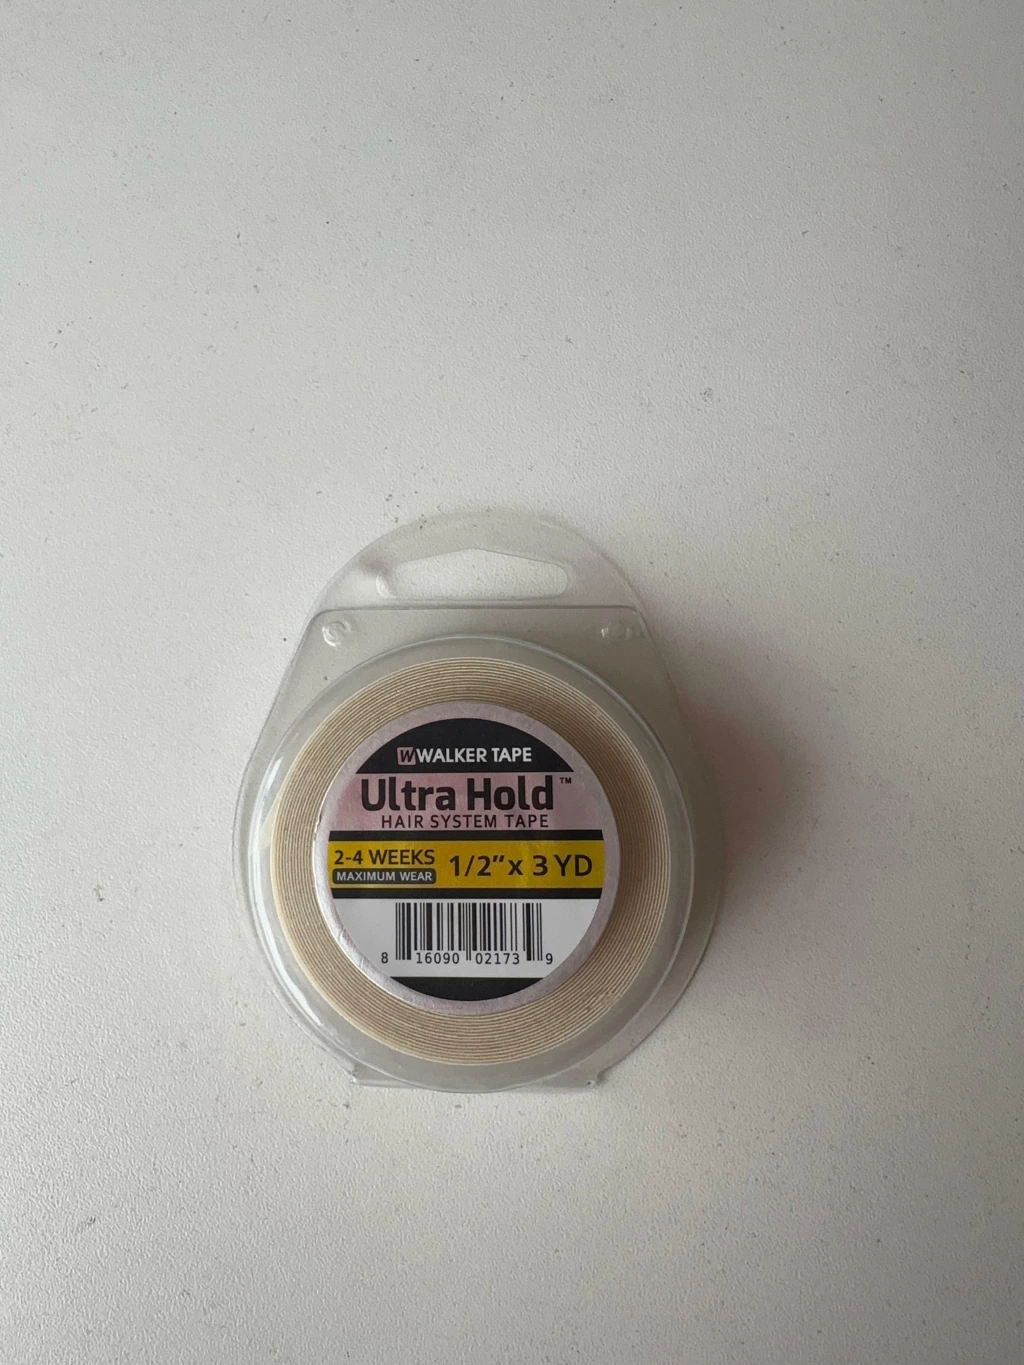 W WALKER TAPE
Ultra Hold™
HAIR SYSTEM TAPE
2-4 WEEKS
MAXIMUM WEAR
1/2" x 3 YD
8 16090 02173 9